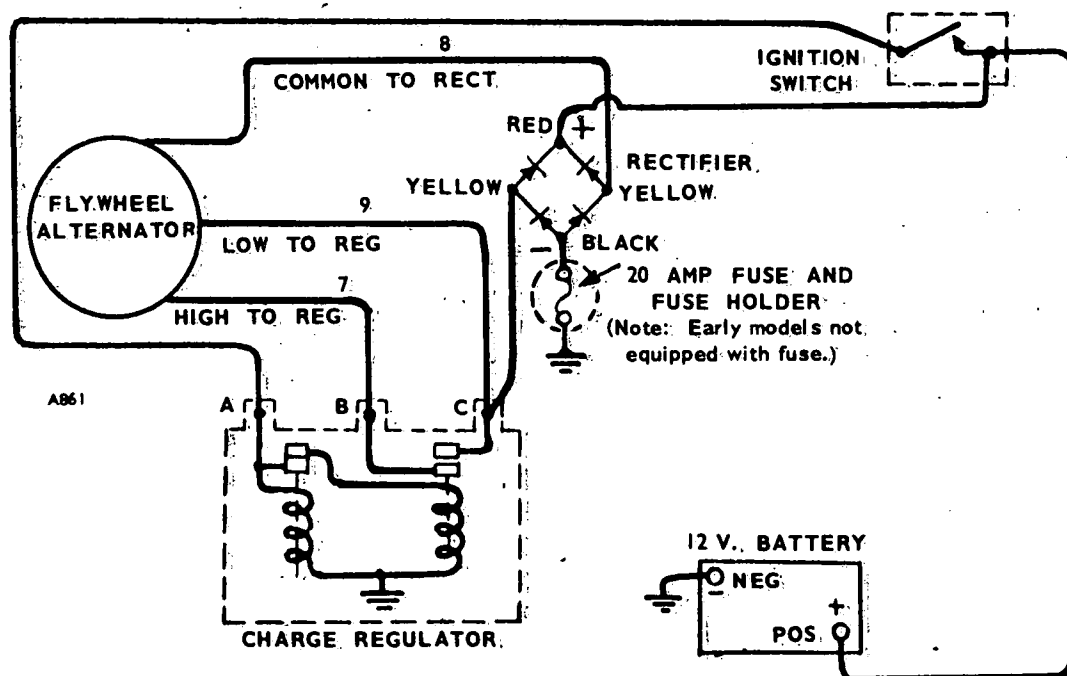 8
COMMON TO RECT.
IGNITION
SWITCH
RED
+
RECTIFIER
YELLOW
YELLOW
FLYWHEEL
ALTERNATOR
9
LOW TO REG
−
BLACK
20 AMP FUSE AND
FUSE HOLDER
(Note: Early models not
equipped with fuse.)
7
HIGH TO REG
A861
A
B
C
12 V. BATTERY
NEG
−
+
POS
CHARGE REGULATOR